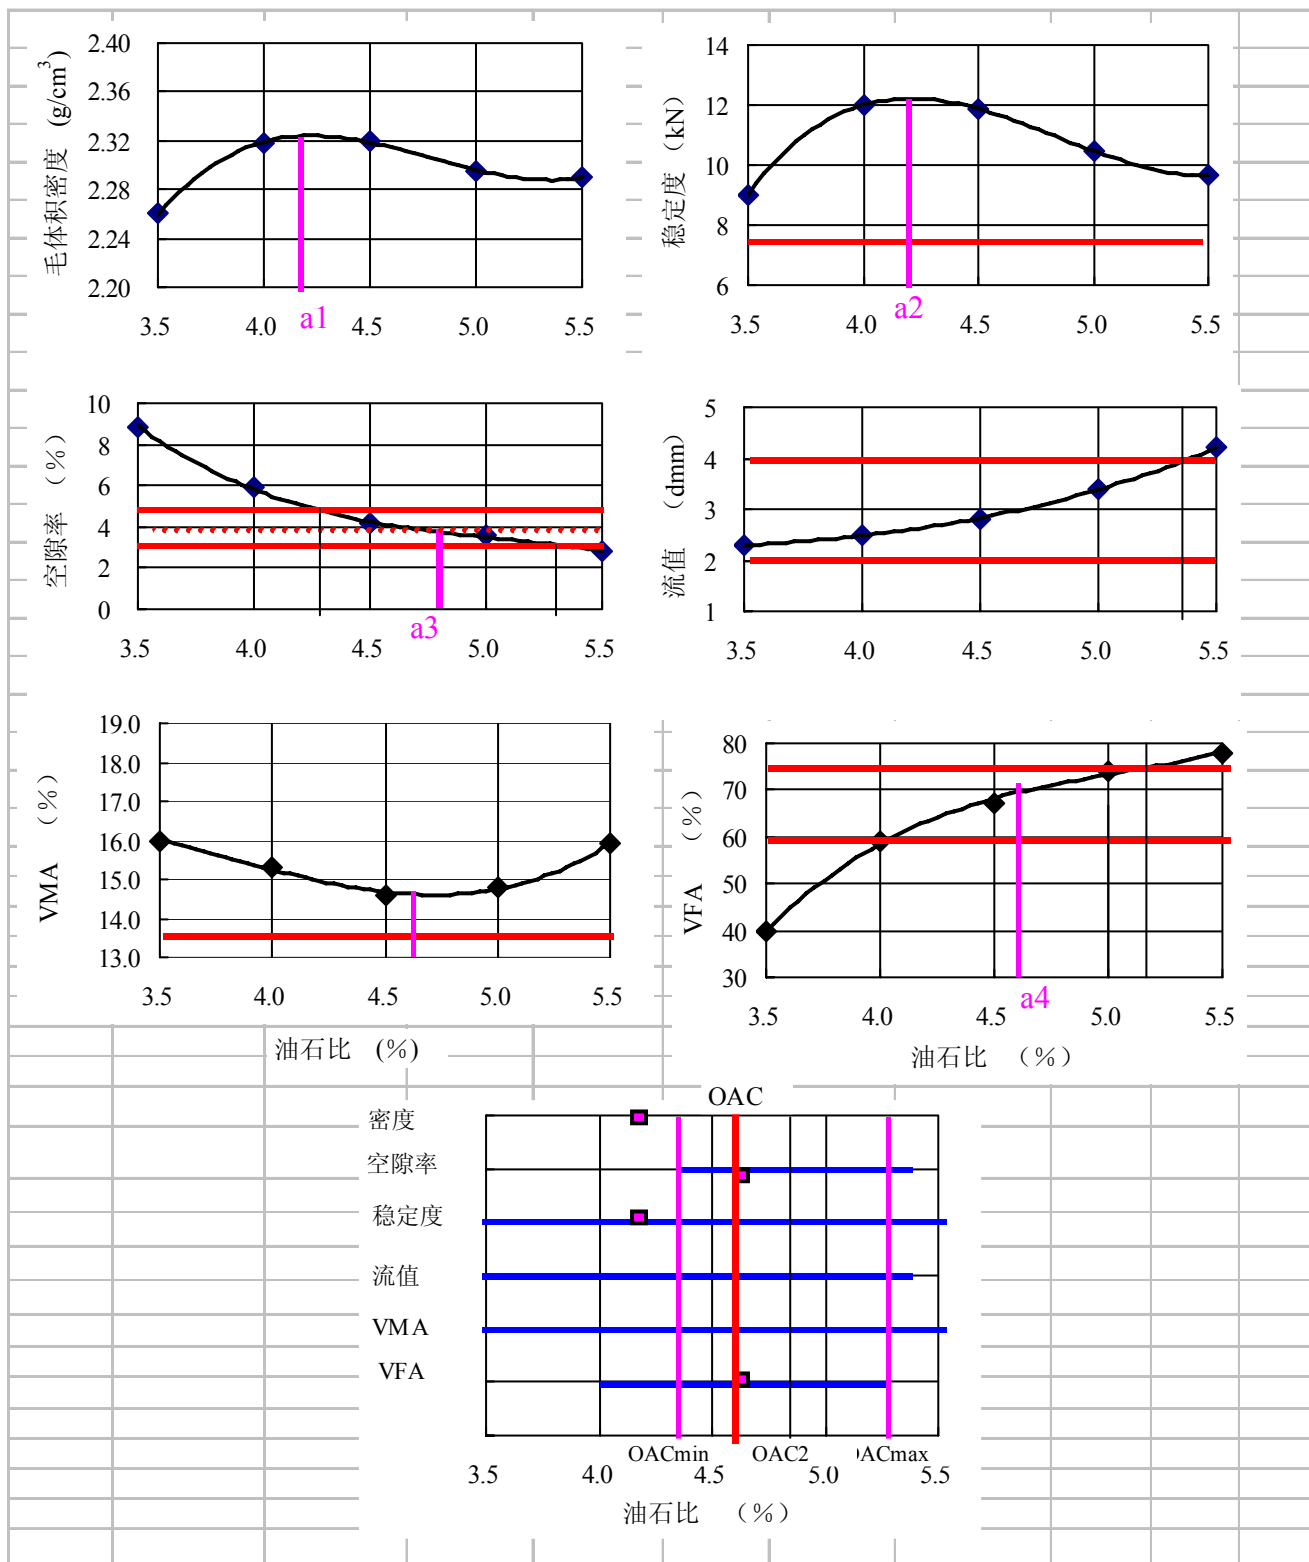 毛体积密度 (g/cm³)
2.40
2.36
2.32
2.28
2.24
2.20
3.5 4.0 a1 4.5 5.0 5.5
稳定度 (kN)
14
12
10
8
6
3.5 4.0 a2 4.5 5.0 5.5
空隙率 (%)
10
8
6
4
2
0
a3
3.5 4.0 4.5 5.0 5.5
流值 (dmm)
5
4
3
2
1
3.5 4.0 4.5 5.0 5.5
VMA (%)
19.0
18.0
17.0
16.0
15.0
14.0
13.0
3.5 4.0 4.5 5.0 5.5
油石比 (%)
VFA (%)
80
70
60
50
40
30
a4
3.5 4.0 4.5 5.0 5.5
油石比 (%)
OAC
密度
空隙率
稳定度
流值
VMA
VFA
OACmin OAC2 OACmax
3.5 4.0 4.5 5.0 5.5
油石比 (%)